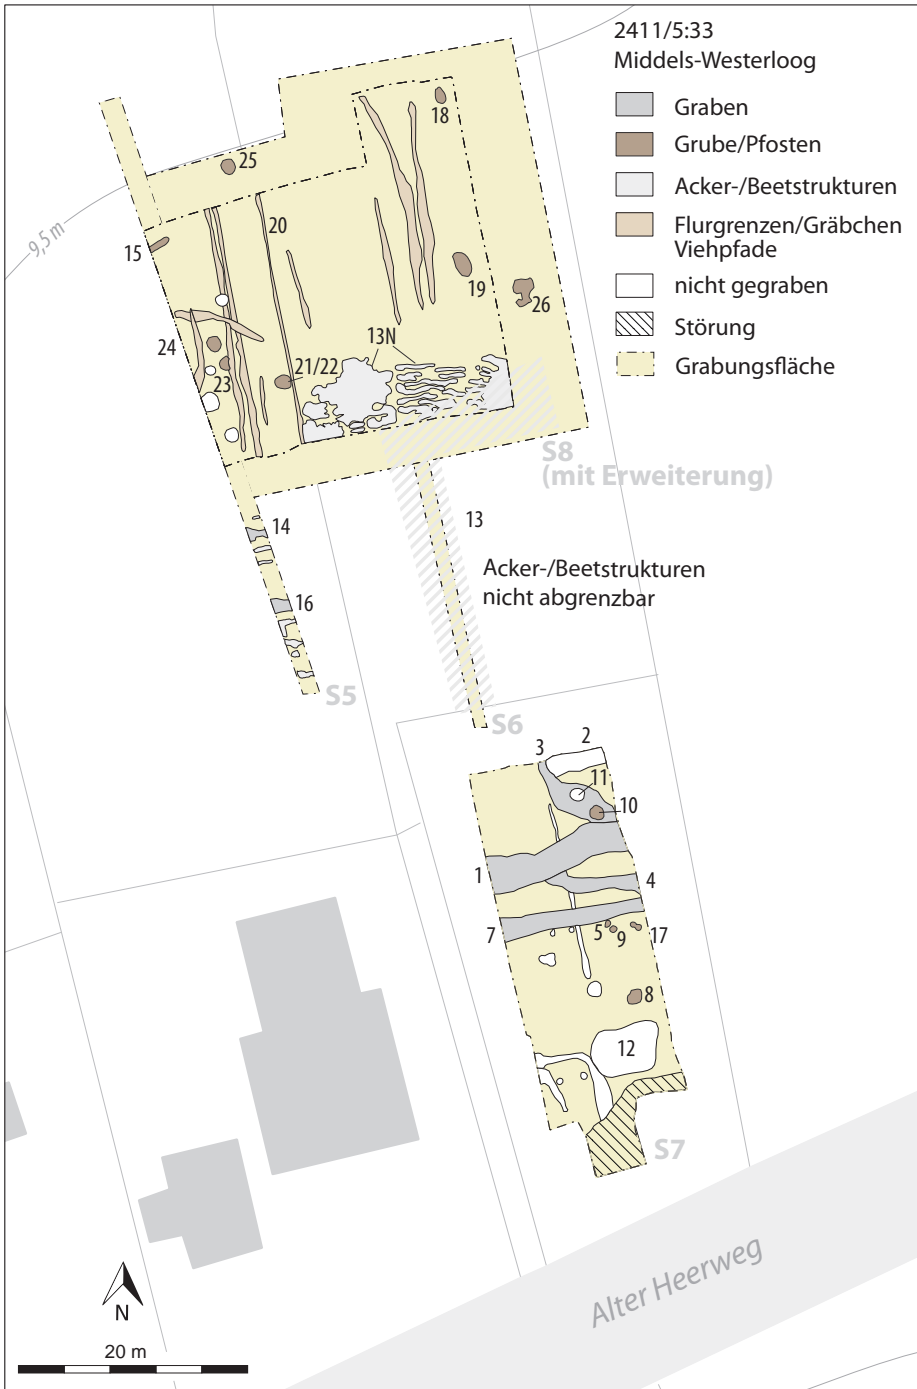 2411/5:33
Middels-Westerloog
Graben
Grube/Pfosten
Acker-/Beetstrukturen
Flurgrenzen/Gräbchen
Viehpfade
nicht gegraben
Störung
Grabungsfläche
18
25
9,5 m
20
15
19
26
24
13N
21/22
23
S8
(mit Erweiterung)
14
13
Acker-/Beetstrukturen
nicht abgrenzbar
16
S5
S6
2
3
11
10
1
4
7
5
9
17
8
12
S7
Alter Heerweg
N
20 m